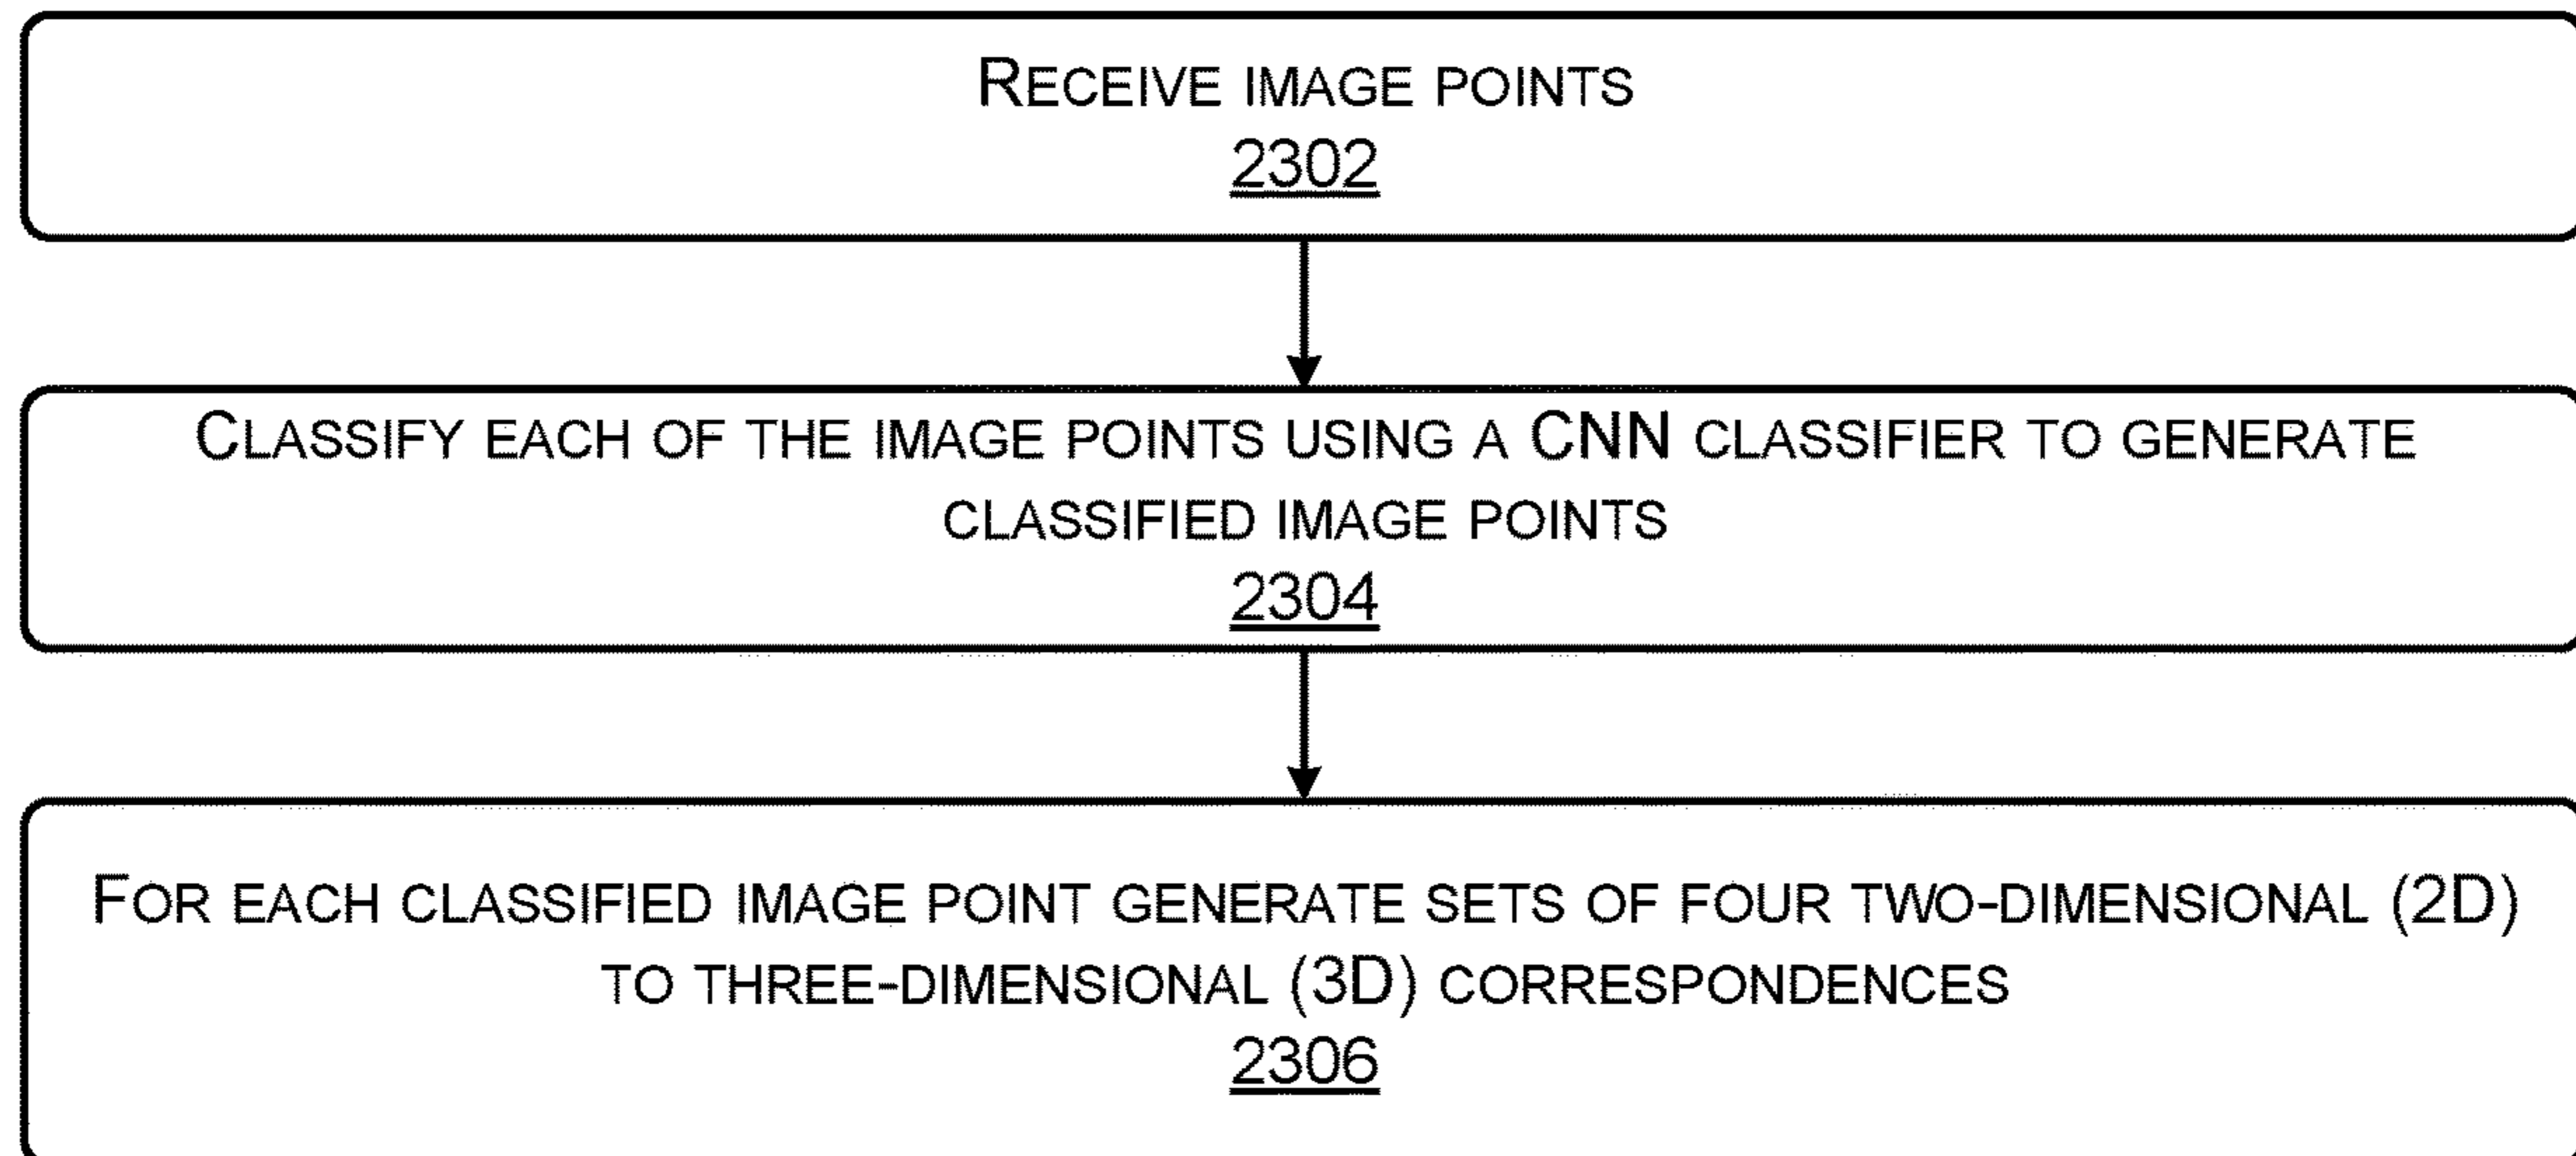 RECEIVE IMAGE POINTS
2302
CLASSIFY EACH OF THE IMAGE POINTS USING A CNN CLASSIFIER TO GENERATE
CLASSIFIED IMAGE POINTS
2304
FOR EACH CLASSIFIED IMAGE POINT GENERATE SETS OF FOUR TWO-DIMENSIONAL (2D)
TO THREE-DIMENSIONAL (3D) CORRESPONDENCES
2306